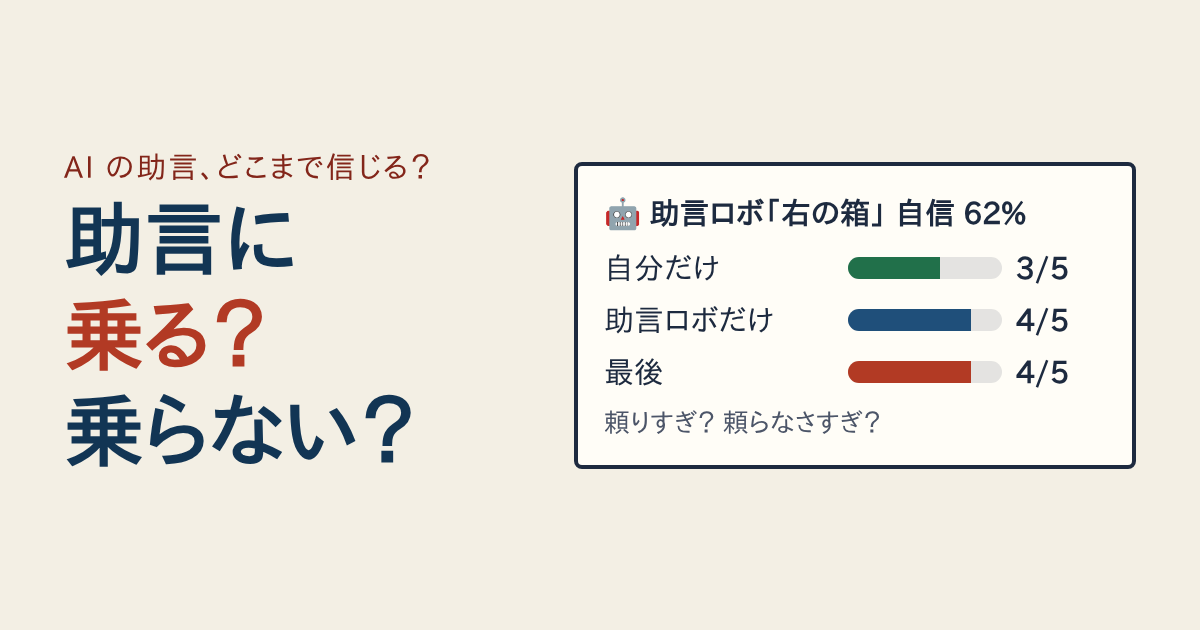 AI の助言、どこまで信じる？
助言に
乗る？
乗らない？
助言ロボ「右の箱」 自信 62%
自分だけ 3/5
助言ロボだけ 4/5
最後 4/5
頼りすぎ？ 頼らなさすぎ？